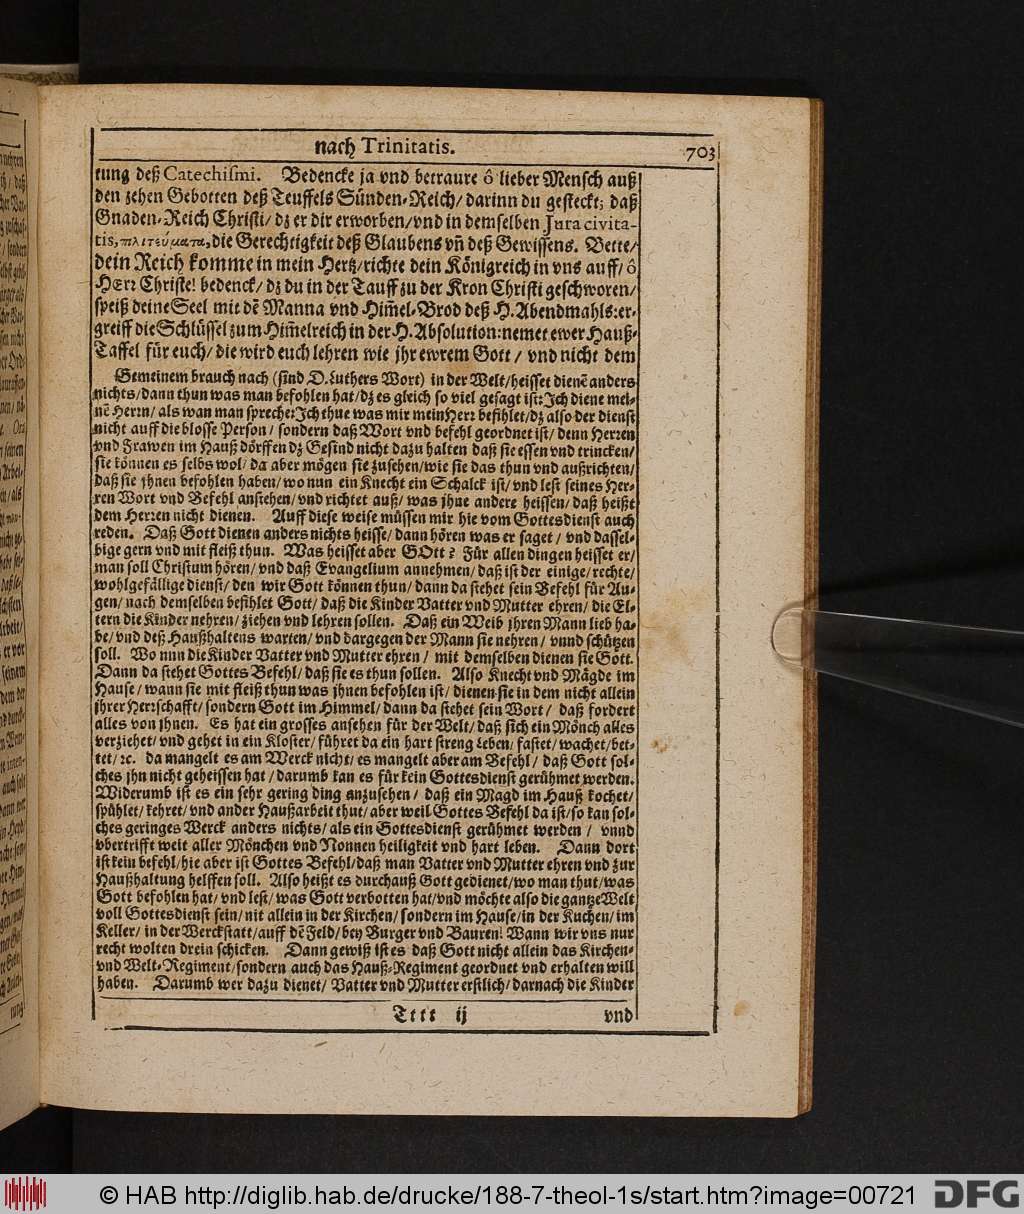 nach Trinitatis.
703
tung deß Catechismi. Bedencke ja vnd betraure ô lieber Mensch auß
den zehen Gebotten deß Teuffels Sünden-Reich/ darinn du gesteckt; daß
Gnaden-Reich Christi/ dz er dir erworben/ vnd in demselben Jura civita-
tis, πλιτεύματα, die Gerechtigkeit deß Glaubens vñ deß Gewissens. Bette/
dein Reich komme in mein Hertz/ richte dein Königreich in vns auff/ ô
HErr Christe! bedenck/ dz du in der Tauff zu der Kron Christi geschworen/
speiß deine Seel mit dẽ Manna vnd Him̃el-Brod deß H. Abendmahls: er-
greiff die Schlüssel zum Him̃elreich in der H. Absolution: nemet ewer Hauß-
Taffel für euch/ die wird euch lehren wie jhr ewrem Gott/ vnd nicht dem
Gemeinem brauch nach (sind D. Luthers Wort) in der Welt/ heisset dienẽ anders
nichts/ dann thun was man befohlen hat/ dz es gleich so viel gesagt ist: Ich diene mei-
nẽ Herrn/ als wan man spreche: Ich thue was mir mein Herr befihlet/ dz also der dienst
nicht auff die blosse Person/ sondern daß Wort vnd befehl geordnet ist/ denn Herren
vnd Frawen im Hauß dörffen dz Gesind nicht dazu halten daß sie essen vnd trincken/
sie können es selbs wol/ da aber mögen sie zusehen/ wie sie das thun vnd außrichten/
daß sie jhnen befohlen haben/ wo nun ein Knecht ein Schalck ist/ vnd lest seines Her-
ren Wort vnd Befehl anstehen/ vnd richtet auß/ was jhne andere heissen/ daß heißt
dem Herren nicht dienen. Auff diese weise müssen mir hie vom Gottesdienst auch
reden. Daß Gott dienen anders nichts heisse/ dann hören was er saget/ vnd dassel-
bige gern vnd mit fleiß thun. Was heisset aber GOtt? Für allen dingen heisset er/
man soll Christum hören/ vnd daß Evangelium annehmen/ daß ist der einige/ rechte/
wohlgefällige dienst/ den wir Gott können thun/ dann da stehet sein Befehl für Au-
gen/ nach demselben befihlet Gott/ daß die Kinder Vatter vnd Mutter ehren/ die El-
tern die Kinder nehren/ ziehen vnd lehren sollen. Daß ein Weib jhren Mann lieb ha-
be/ vnd deß Haußhaltens warten/ vnd dargegen der Mann sie nehren/ vnnd schützen
soll. Wo nun die Kinder Vatter vnd Mutter ehren/ mit demselben dienen sie Gott.
Dann da stehet Gottes Befehl/ daß sie es thun sollen. Also Knecht vnd Mägde im
Hause/ wann sie mit fleiß thun was jhnen befohlen ist/ dienen sie in dem nicht allein
jhrer Herrschafft/ sondern Gott im Himmel/ dann da stehet sein Wort/ daß fordert
alles von jhnen. Es hat ein grosses ansehen für der Welt/ daß sich ein Mönch alles
verziehet/ vnd gehet in ein Kloster/ führet da ein hart streng Leben/ fastet/ wachet/ bet-
tet/ ꝛc. da mangelt es am Werck nicht/ es mangelt aber am Befehl/ daß Gott sol-
ches jhn nicht geheissen hat/ darumb kan es für kein Gottesdienst gerühmet werden.
Widerumb ist es ein sehr gering ding anzusehen/ daß ein Magd im Hauß kochet/
spühlet/ kehret/ vnd ander Haußarbeit thut/ aber weil Gottes Befehl da ist/ so kan sol-
ches geringes Werck anders nichts/ als ein Gottesdienst gerühmet werden/ vnnd
vbertrifft weit aller Mönchen vnd Nonnen heiligkeit vnd hart leben. Dann dort
ist kein befehl/ hie aber ist Gottes Befehl/ daß man Vatter vnd Mutter ehren vnd zur
Haußhaltung helffen soll. Also heißt es durchauß Gott gedienet/ wo man thut/ was
Gott befohlen hat/ vnd lest/ was Gott verbotten hat/ vnd möchte also die gantze Welt
voll Gottesdienst sein/ nit allein in der Kirchen/ sondern im Hause/ in der Kuchen/ im
Keller/ in der Werckstatt/ auff dẽ Feld/ bey Burger vnd Bauren! Wann wir vns nur
recht wolten drein schicken. Dann gewiß ist es daß Gott nicht allein das Kirchen-
vnd Welt-Regiment/ sondern auch das Hauß-Regiment geordnet vnd erhalten will
haben. Darumb wer dazu dienet/ Vatter vnd Mutter erstlich/ darnach die Kinder
Tttt ij
vnd
© HAB http://diglib.hab.de/drucke/188-7-theol-1s/start.htm?image=00721
DFG